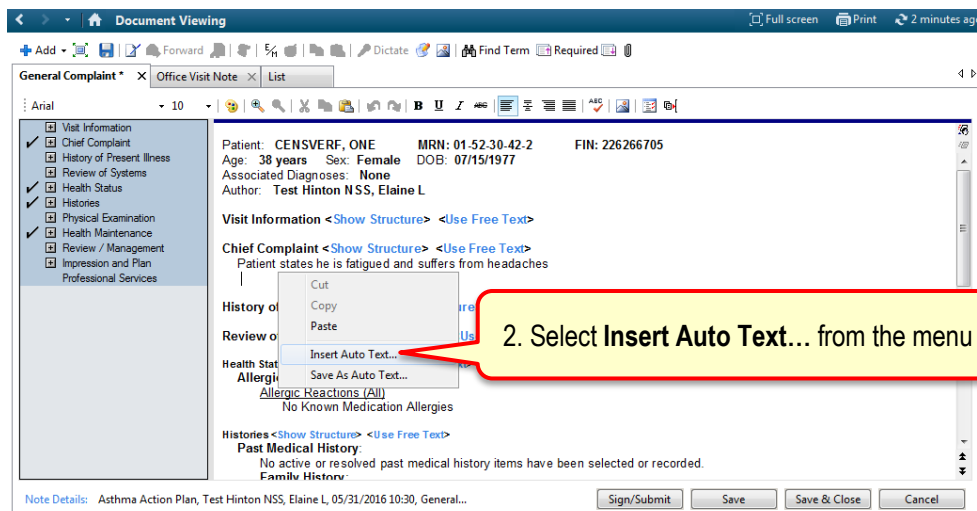 Document Viewing
Full screen Print 2 minutes ago
Add Forward Dictate Find Term Required
General Complaint * X Office Visit Note X List
Arial 10 B U I ABC
Visit Information
Chief Complaint
History of Present Illness
Review of Systems
Health Status
Histories
Physical Examination
Health Maintenance
Review / Management
Impression and Plan
Professional Services
Patient: CENSVERF, ONE MRN: 01-52-30-42-2 FIN: 226266705
Age: 38 years Sex: Female DOB: 07/15/1977
Associated Diagnoses: None
Author: Test Hinton NSS, Elaine L
Visit Information <Show Structure> <Use Free Text>
Chief Complaint <Show Structure> <Use Free Text>
Patient states he is fatigued and suffers from headaches
Cut
Copy
Paste
Insert Auto Text...
Save As Auto Text...
2. Select Insert Auto Text… from the menu
History of
Review o
Health Stat
Allergi
Allergic Reactions (All)
No Known Medication Allergies
Histories <Show Structure> <Use Free Text>
Past Medical History:
No active or resolved past medical history items have been selected or recorded.
Family History:
Note Details: Asthma Action Plan, Test Hinton NSS, Elaine L, 05/31/2016 10:30, General...
Sign/Submit Save Save & Close Cancel